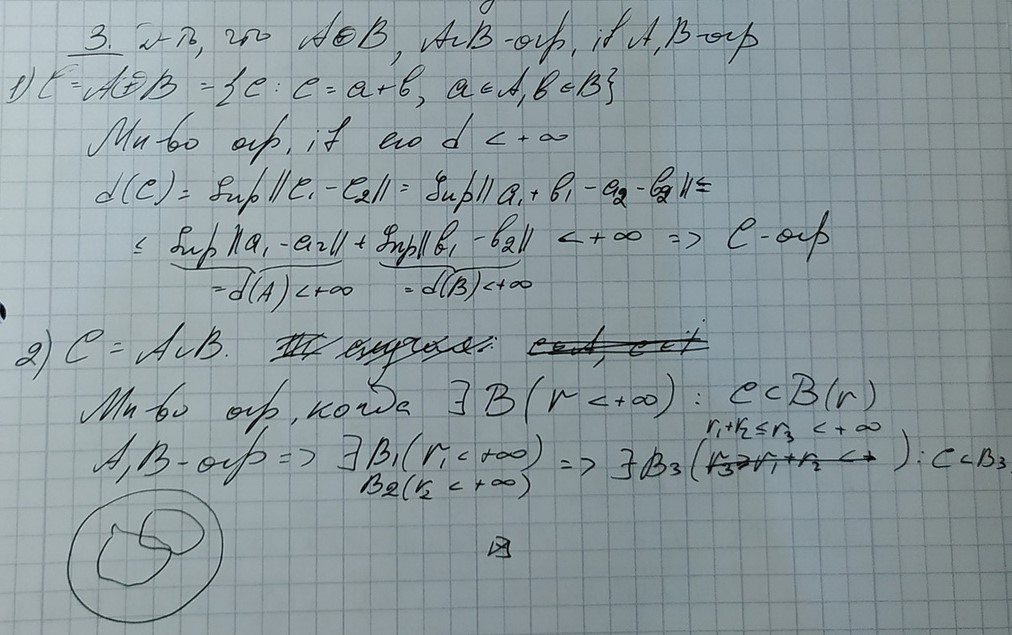 3. Д-ть, что A⊕B, A∪B-огр, if A, B-огр
1) C = A⊕B = {c : c = a+b, a∈A, b∈B}
Мн-во огр, if его d < +∞
d(C) = Sup||c₁ - c₂|| = Sup||a₁ + b₁ - a₂ - b₂|| ≤
≤ Sup||a₁ - a₂|| + Sup||b₁ - b₂|| < +∞ => C-огр
= d(A) < +∞ = d(B) < +∞
2) C = A∪B.
Мн-во огр, когда ∃ B(r < +∞) : C⊂B(r)
r₁+r₂ ≤ r₃ < +∞
A, B-огр => ∃ B₁(r₁ < +∞) => ∃ B₃( ) : C⊂B₃
B₂(r₂ < +∞)